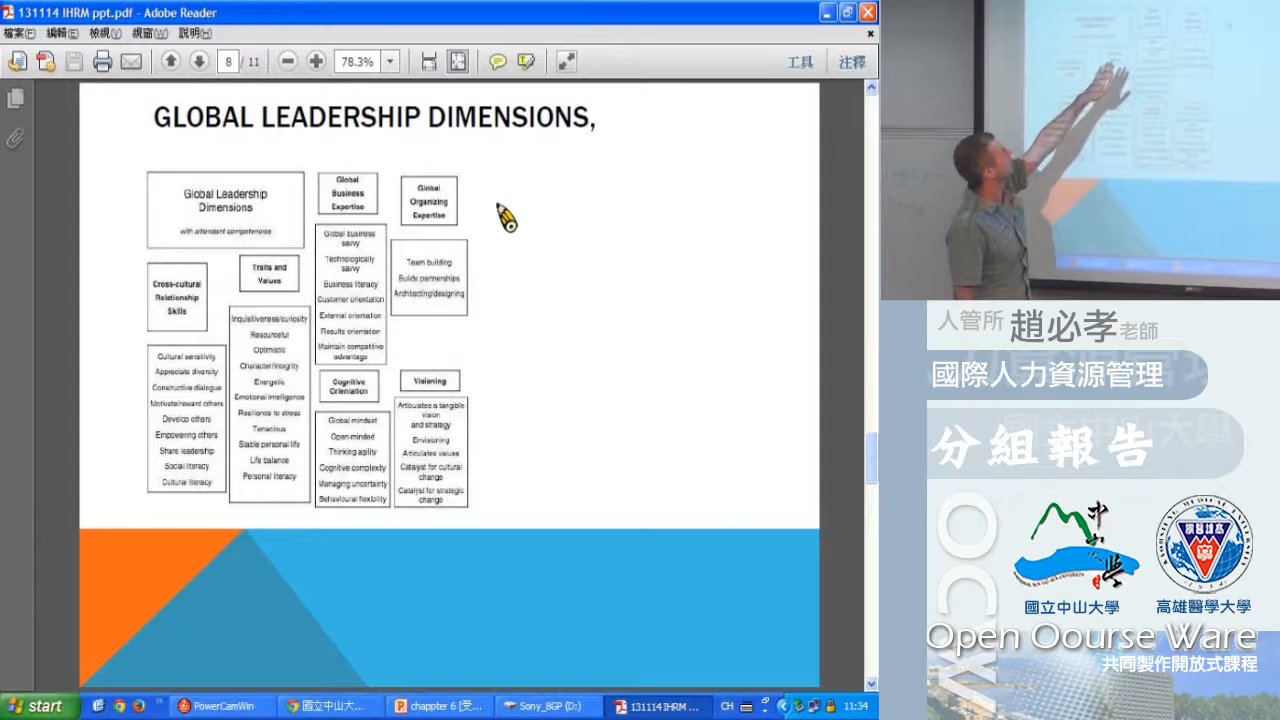 131114 IHRM ppt.pdf - Adobe Reader
檔案(F) 編輯(E) 檢視(V) 視窗(W) 說明(H)
8 / 11
78.3%
工具
注釋
GLOBAL LEADERSHIP DIMENSIONS,
Global Leadership
Dimensions
with attendant competencies
Cross-cultural
Relationship
Skills
Cultural sensitivity
Appreciate diversity
Constructive dialogue
Motivate/reward others
Develop others
Empowering others
Share leadership
Social literacy
Cultural literacy
Traits and
Values
Inquisitiveness/curiosity
Resourceful
Optimistic
Character/integrity
Energetic
Emotional intelligence
Resilience to stress
Tenacious
Stable personal life
Life balance
Personal literacy
Global
Business
Expertise
Global business
savvy
Technologically
savvy
Business literacy
Customer orientation
External orientation
Results orientation
Maintain competitive
advantage
Cognitive
Orientation
Global mindset
Open-minded
Thinking agility
Cognitive complexity
Managing uncertainty
Behavioural flexibility
Global
Organizing
Expertise
Team building
Builds partnerships
Architecting/designing
Visioning
Articulates a tangible
vision
and strategy
Envisioning
Articulates values
Catalyst for cultural
change
Catalyst for strategic
change
人管所 趙必孝老師
國際人力資源管理
分組報告
OCW
國立中山大學
高雄醫學大學
Open Oourse Ware
共同製作開放式課程
start
PowerCamWin
國立中山大...
chappter 6 [受...
Sony_8GP (D:)
131114 IHRM ...
CH
11:34